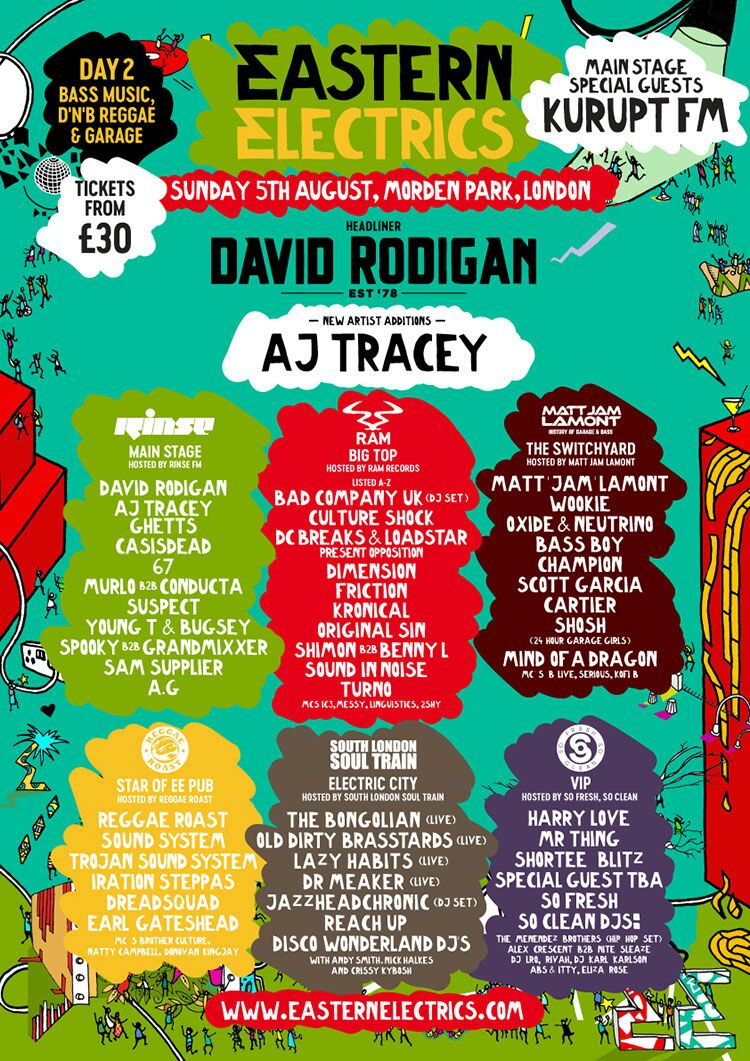 DAY 2
BASS MUSIC,
D'N'B REGGAE
& GARAGE
EASTERN
ELECTRICS
MAIN STAGE
SPECIAL GUESTS
KURUPT FM
TICKETS
FROM
£30
SUNDAY 5TH AUGUST, MORDEN PARK, LONDON
HEADLINER
DAVID RODIGAN
EST '78
— NEW ARTIST ADDITIONS —
AJ TRACEY
RINSE
MAIN STAGE
HOSTED BY RINSE FM
DAVID RODIGAN
AJ TRACEY
GHETTS
CASISDEAD
67
MURLO B2B CONDUCTA
SUSPECT
YOUNG T & BUGSEY
SPOOKY B2B GRANDMIXXER
SAM SUPPLIER
A.G
RAM
BIG TOP
HOSTED BY RAM RECORDS
LISTED A-Z
BAD COMPANY UK (DJ SET)
CULTURE SHOCK
DC BREAKS & LOADSTAR
PRESENT OPPOSITION
DIMENSION
FRICTION
KRONICAL
ORIGINAL SIN
SHIMON B2B BENNY L
SOUND IN NOISE
TURNO
MCS IC3, MESSY, LINGUISTICS, 2SHY
MATT JAM
LAMONT
HISTORY OF GARAGE & BASS
THE SWITCHYARD
HOSTED BY MATT JAM LAMONT
MATT 'JAM' LAMONT
WOOKIE
OXIDE & NEUTRINO
BASS BOY
CHAMPION
SCOTT GARCIA
CARTIER
SHOSH
(24 HOUR GARAGE GIRLS)
MIND OF A DRAGON
MC S B LIVE, SERIOUS, KOFI B
REGGAE
ROAST
STAR OF EE PUB
HOSTED BY REGGAE ROAST
REGGAE ROAST
SOUND SYSTEM
TROJAN SOUND SYSTEM
IRATION STEPPAS
DREADSQUAD
EARL GATESHEAD
MC S BROTHER CULTURE,
NATTY CAMPBELL, DONOVAN KINGJAY
SOUTH LONDON
SOUL TRAIN
ELECTRIC CITY
HOSTED BY SOUTH LONDON SOUL TRAIN
THE BONGOLIAN (LIVE)
OLD DIRTY BRASSTARDS (LIVE)
LAZY HABITS (LIVE)
DR MEAKER (LIVE)
JAZZHEADCHRONIC (DJ SET)
REACH UP
DISCO WONDERLAND DJ'S
WITH ANDY SMITH, NICK HALKES
AND CRISSY KYBOSH
SO FRESH SO
CLEAN
VIP
HOSTED BY SO FRESH, SO CLEAN
HARRY LOVE
MR THING
SHORTEE BLITZ
SPECIAL GUEST TBA
SO FRESH
SO CLEAN DJS:
THE MENENDEZ BROTHERS (HIP HOP SET)
ALEX CRESCENT B2B NITE SLEAZE
DJ LRO, RIVAH, DJ KARL KARLSON
ABS & ITTY, ELIZA ROSE
WWW.EASTERNELECTRICS.COM